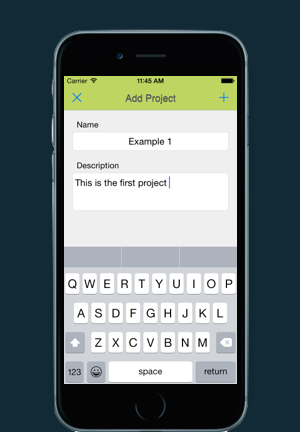 Carrier 11:45 AM
Add Project
Name
Example 1
Description
This is the first project
Q W E R T Y U I O P
A S D F G H J K L
Z X C V B N M
123 space return